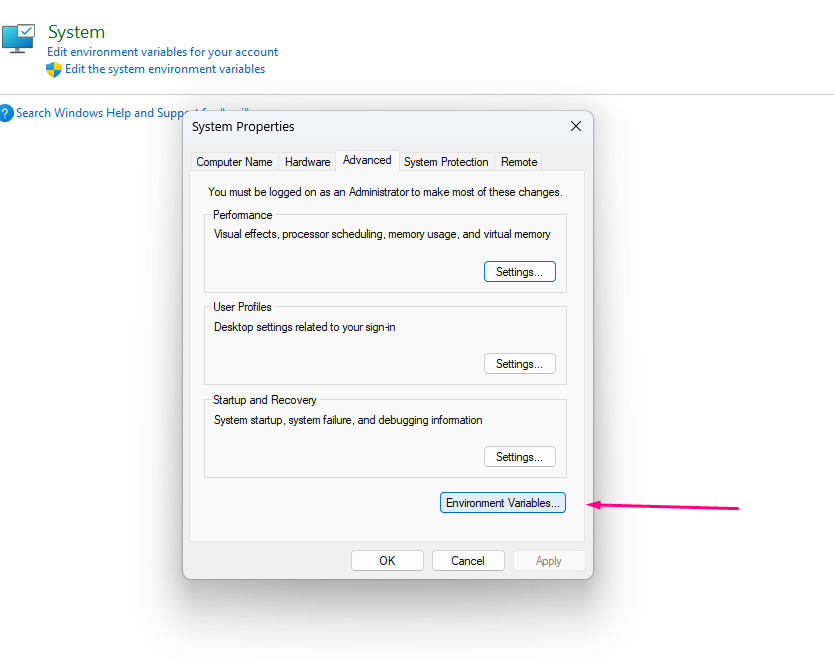 System
Edit environment variables for your account
Edit the system environment variables
Search Windows Help and Support for
System Properties
Computer Name
Hardware
Advanced
System Protection
Remote
You must be logged on as an Administrator to make most of these changes.
Performance
Visual effects, processor scheduling, memory usage, and virtual memory
Settings...
User Profiles
Desktop settings related to your sign-in
Settings...
Startup and Recovery
System startup, system failure, and debugging information
Settings...
Environment Variables...
OK
Cancel
Apply